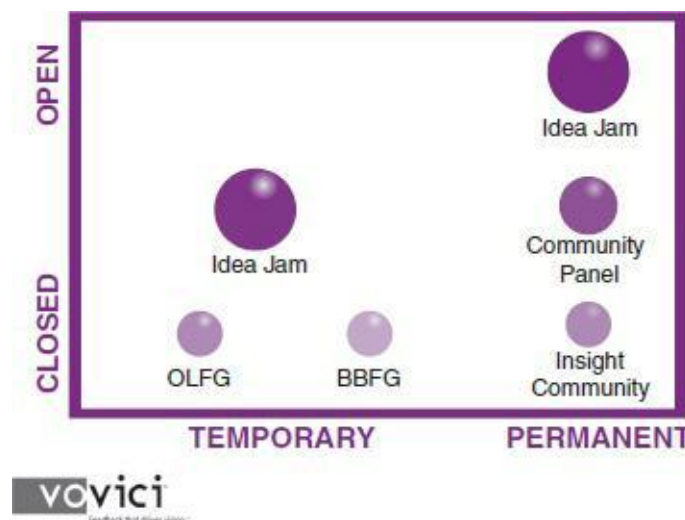 OPEN
Idea Jam
Idea Jam
Community
Panel
CLOSED
OLFG
BBFG
Insight
Community
TEMPORARY
PERMANENT
vovici